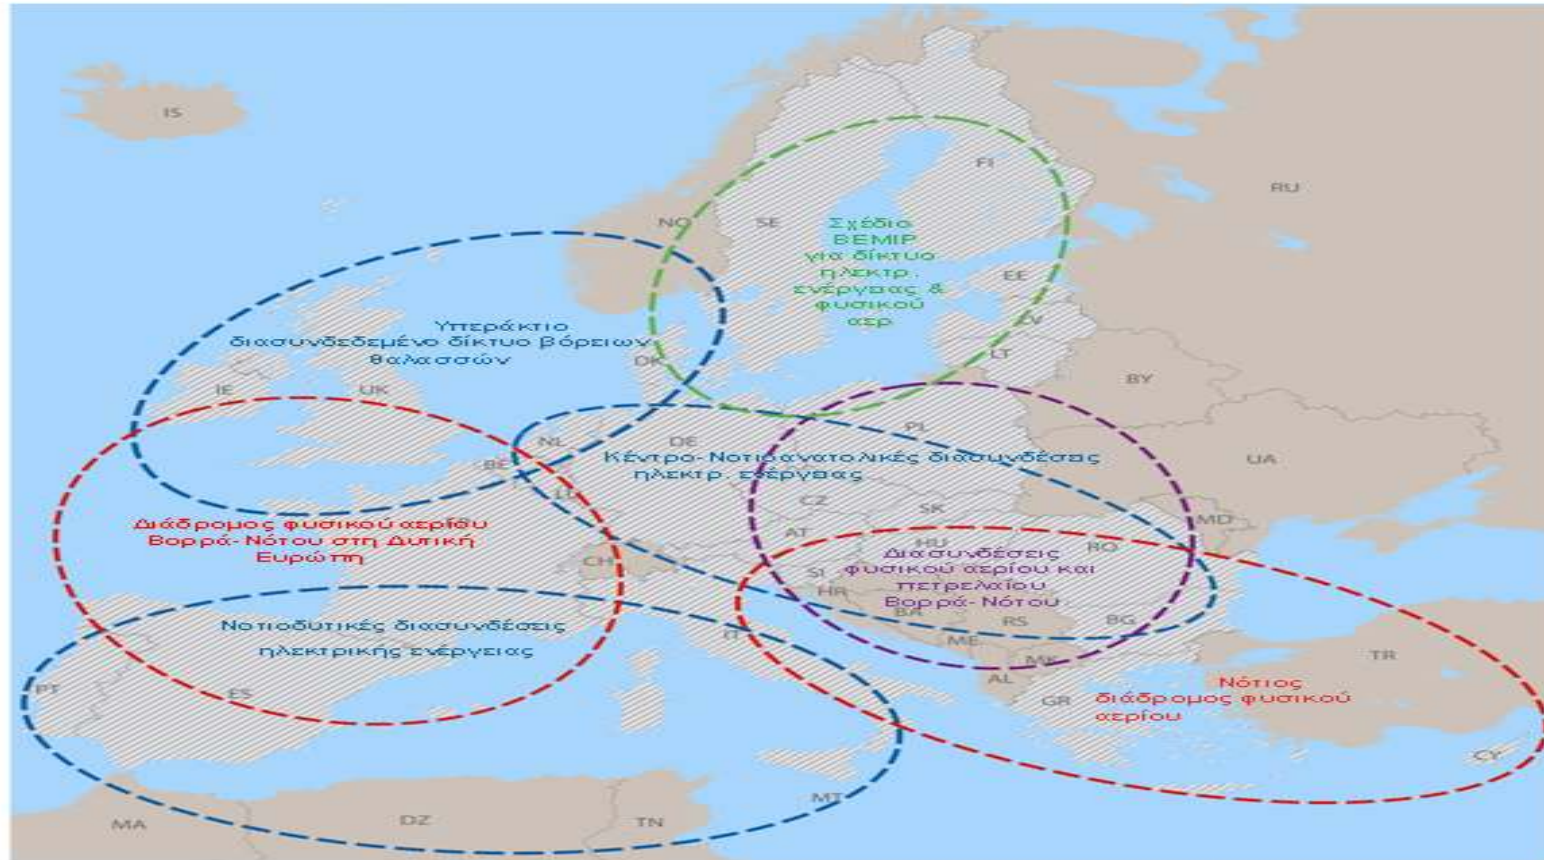 IS
FI
RU
NO
SE
Σχέδιο
BEMIP
για δίκτυο
ηλεκτρ.
ενέργειας &
φυσικού
αερ
EE
LV
LT
Υπεράκτιο
διασυνδεδεμένο δίκτυο βόρειων
θαλασσών
DK
IE
UK
BY
PL
NL
DE
BE
Κέντρο-Νοτιοανατολικές διασυνδέσεις
ηλεκτρ. ενέργειας
UA
LU
CZ
SK
MD
Διάδρομος φυσικού αερίου
Βορρά-Νότου στη Δυτική
Ευρώπη
AT
HU
RO
CH
Διασυνδέσεις
φυσικού αερίου και
πετρελαίου
Βορρά-Νότου
SI
HR
BA
RS
BG
Νοτιοδυτικές διασυνδέσεις
ηλεκτρικής ενέργειας
IT
ME
MK
TR
AL
PT
ES
GR
Νότιος
διάδρομος φυσικού
αερίου
CY
MT
MA
DZ
TN